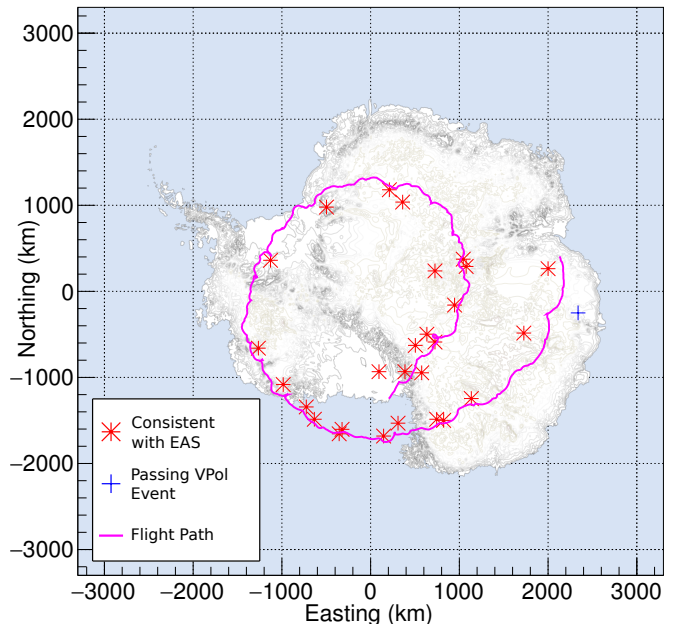 3000
2000
1000
0
−1000
−2000
−3000
Northing (km)
Consistent
with EAS
Passing VPol
Event
Flight Path
−3000 −2000 −1000 0 1000 2000 3000
Easting (km)